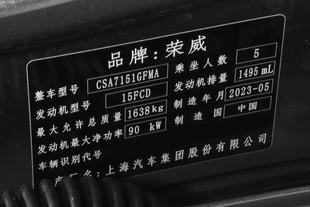 品牌:荣威
整车型号 CSA7151GFMA 乘坐人数 5
发动机型号 15FCD 发动机排量 1495 mL
最大允许总质量 1638kg 制造年月 2023-05
发动机最大净功率 90 kW 制造国 中国
车辆识别代号
厂名:上海汽车集团股份有限公司